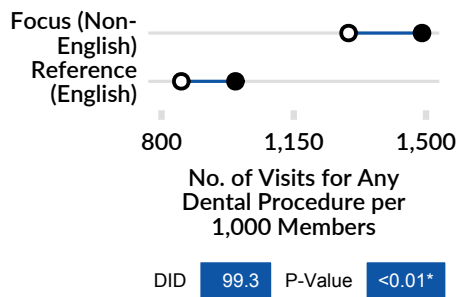 Focus (Non-
English)
Reference
(English)
800 1,150 1,500
No. of Visits for Any
Dental Procedure per
1,000 Members
DID 99.3 P-Value <0.01*